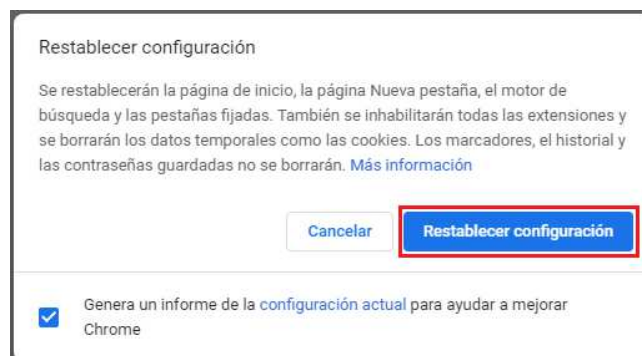 Restablecer configuración
Se restablecerán la página de inicio, la página Nueva pestaña, el motor de
búsqueda y las pestañas fijadas. También se inhabilitarán todas las extensiones y
se borrarán los datos temporales como las cookies. Los marcadores, el historial y
las contraseñas guardadas no se borrarán. Más información
Cancelar Restablecer configuración
Genera un informe de la configuración actual para ayudar a mejorar
Chrome